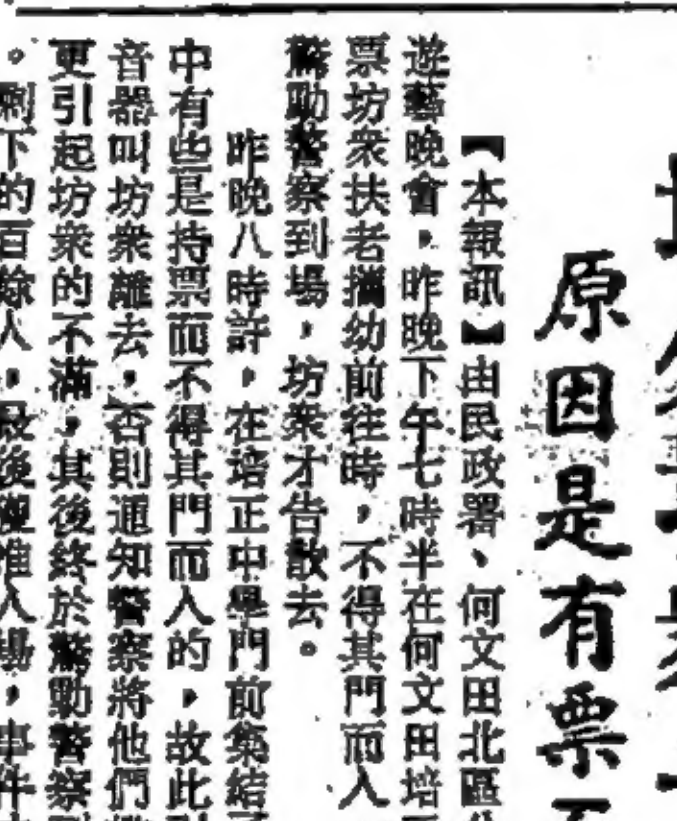 原因是有票
【本報訊】由民政署、何文田北區
遊藝晚會，昨晚下午七時半在何文田培
票坊衆扶老攜幼前往時，不得其門而入
驚動警察到場，坊衆才告散去。
昨晚八時許，在培正中學門前集結
中有些是持票而不得其門而入的，故此
音器叫坊衆離去，否則通知警察將他們
更引起坊衆的不滿，其後終於驚動警察
。剩下的百餘人，最後獲准入場，事件